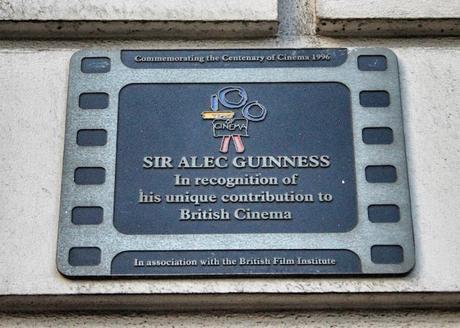 Commemorating the Centenary of Cinema 1996
CINEMA
SIR ALEC GUINNESS
In recognition of
his unique contribution to
British Cinema
In association with the British Film Institute